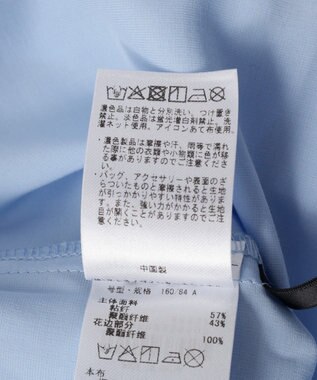 濃色品は白物と分別洗い、つけ置き
禁止。淡色品は蛍光増白剤禁止。洗
濯ネット使用。アイロンあて布使用。
・濃色製品は摩擦や汗、雨等で濡れ
た際に他の衣類や小物類に色が移
る事がありますのでご注意くださ
い。
・バッグ、アクセサリーや表面のざ
らついたものと摩擦されると生地
が引っかかりやすい特性がありま
す。また、強い力がかかると生地の
目が開くことがありますのでご注意
ください。
中国製
号型・规格 160/84 A
主体面料
粘纤 57%
聚酯纤维 43%
花边部分
聚酯纤维 100%
本布